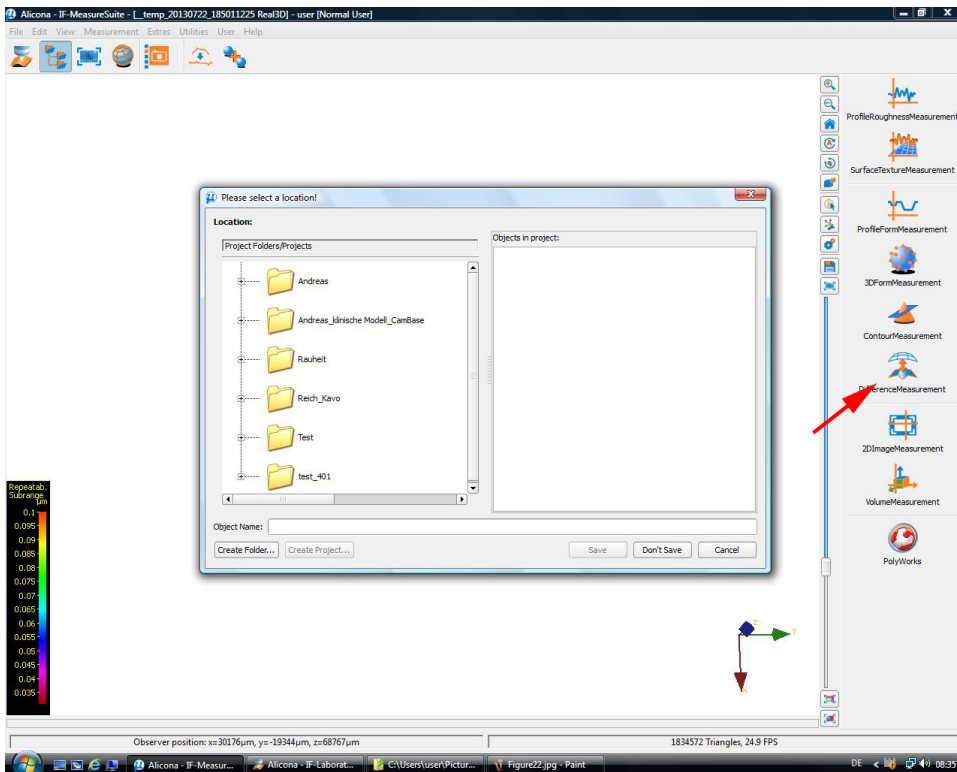 Alicona - IF-MeasureSuite - [_temp_20130722_185011225 Real3D] - user [Normal User]
File Edit View Measurement Extras Utilities User Help
ProfileRoughnessMeasurement
SurfaceTextureMeasurement
ProfileFormMeasurement
3DFormMeasurement
ContourMeasurement
DifferenceMeasurement
2DImageMeasurement
VolumeMeasurement
PolyWorks
Please select a location!
Location:
Project Folders/Projects
Objects in project:
Andreas
Andreas_klinische Modell_CamBase
Rauheit
Reich_Kavo
Test
test_401
Object Name:
Create Folder... Create Project... Save Don't Save Cancel
Repeatab.
Subrange
µm
0.1
0.095
0.09
0.085
0.08
0.075
0.07
0.065
0.06
0.055
0.05
0.045
0.04
0.035
Z
Y
X
Observer position: x=30176µm, y=-19344µm, z=68767µm
1834572 Triangles, 24.9 FPS
Alicona - IF-Measur... Alicona - IF-Laborat... C:\Users\user\Pictur... Figure22.jpg - Paint DE 08:35